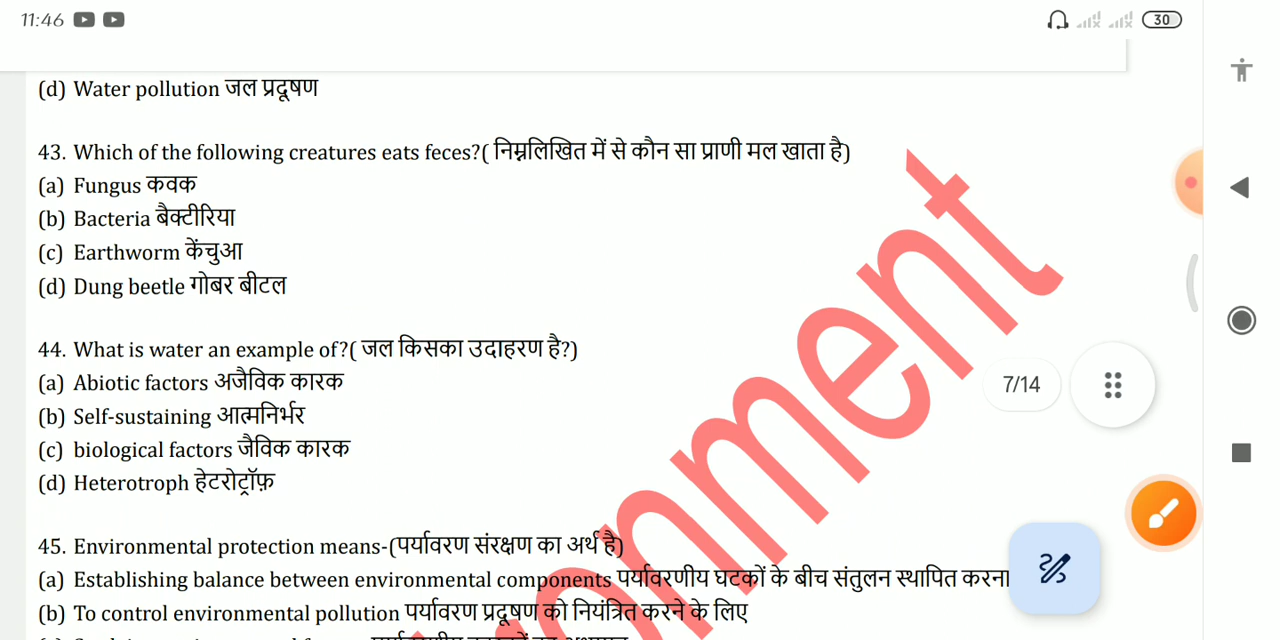 11:46
30
(d) Water pollution जल प्रदूषण
43. Which of the following creatures eats feces?( निम्नलिखित में से कौन सा प्राणी मल खाता है)
(a) Fungus कवक
(b) Bacteria बैक्टीरिया
(c) Earthworm केंचुआ
(d) Dung beetle गोबर बीटल
44. What is water an example of?( जल किसका उदाहरण है?)
(a) Abiotic factors अजैविक कारक
(b) Self-sustaining आत्मनिर्भर
(c) biological factors जैविक कारक
(d) Heterotroph हेटरोट्रॉफ़
7/14
45. Environmental protection means-(पर्यावरण संरक्षण का अर्थ है)
(a) Establishing balance between environmental components पर्यावरणीय घटकों के बीच संतुलन स्थापित करना
(b) To control environmental pollution पर्यावरण प्रदूषण को नियंत्रित करने के लिए
ronment